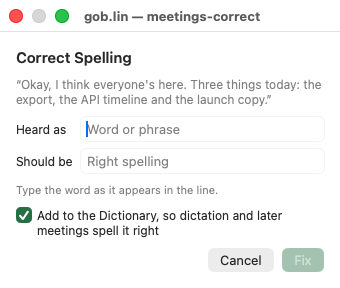 gob.lin — meetings-correct
Correct Spelling
“Okay, I think everyone's here. Three things today: the
export, the API timeline and the launch copy.”
Heard as Word or phrase
Should be Right spelling
Type the word as it appears in the line.
Add to the Dictionary, so dictation and later
meetings spell it right
Cancel Fix